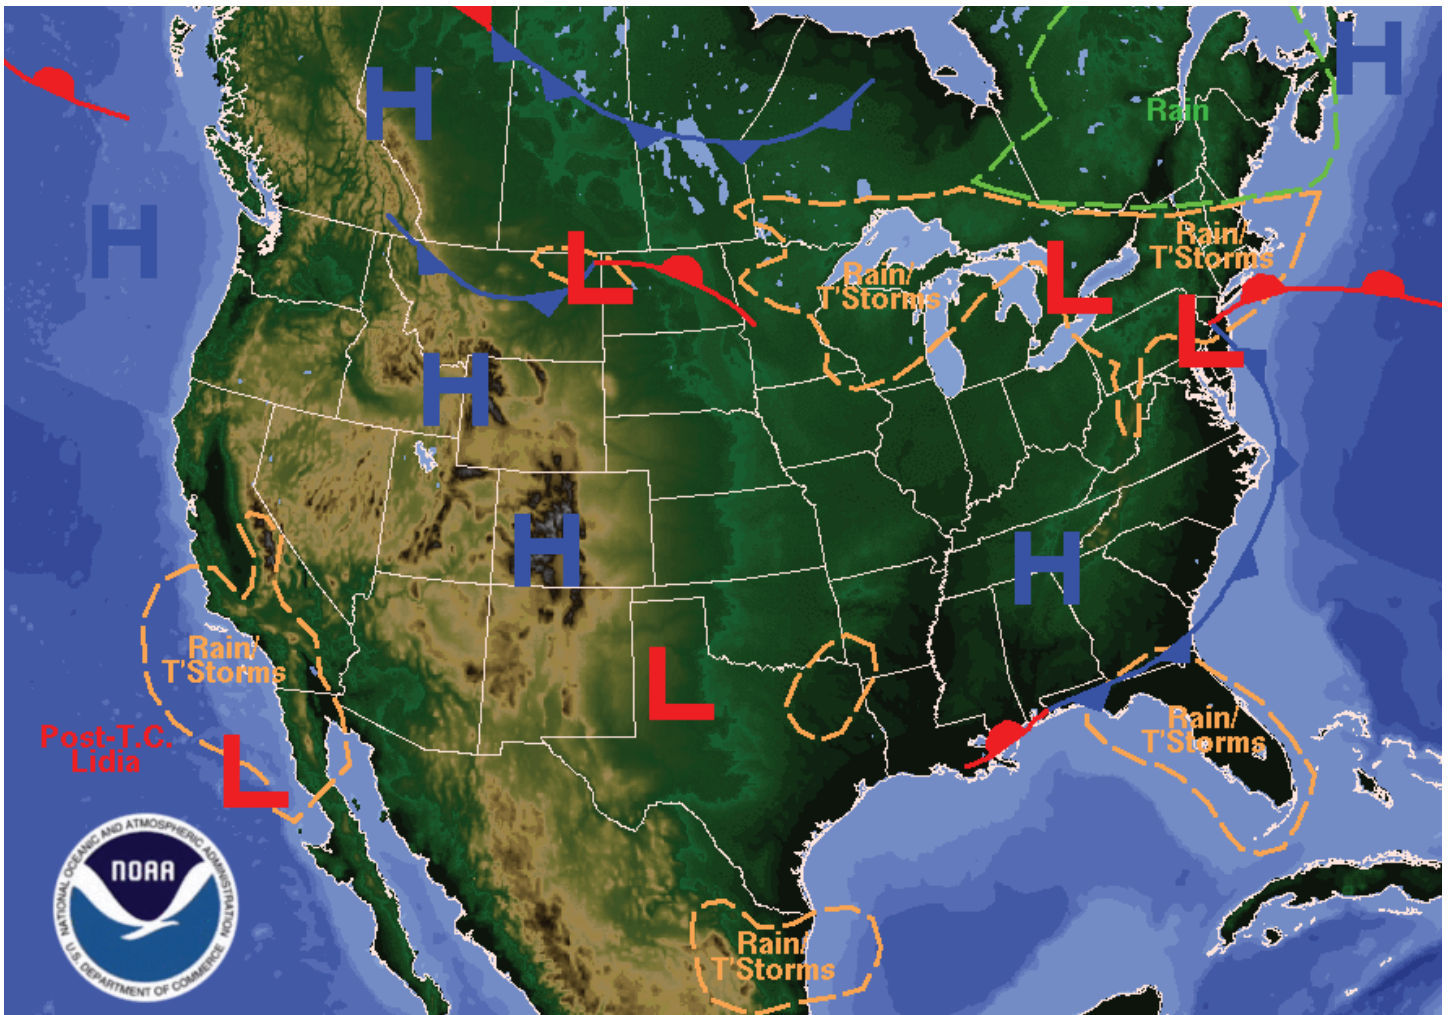 H
H
Rain
H
Rain/
T'Storms
L
L
Rain/
T'Storms
L
H
H
H
Rain/
T'Storms
L
Post-T.C.
Lidia
L
Rain/
T'Storms
NATIONAL OCEANIC AND ATMOSPHERIC ADMINISTRATION
NOAA
U.S. DEPARTMENT OF COMMERCE
Rain/
T'Storms